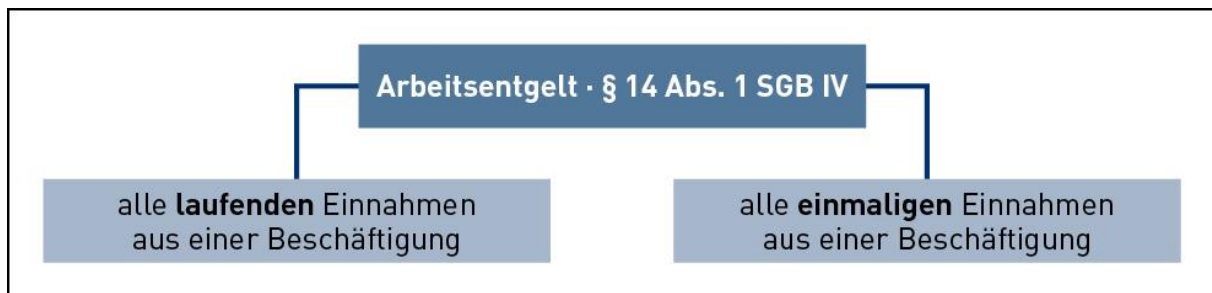 Arbeitsentgelt · § 14 Abs. 1 SGB IV
alle laufenden Einnahmen
aus einer Beschäftigung
alle einmaligen Einnahmen
aus einer Beschäftigung